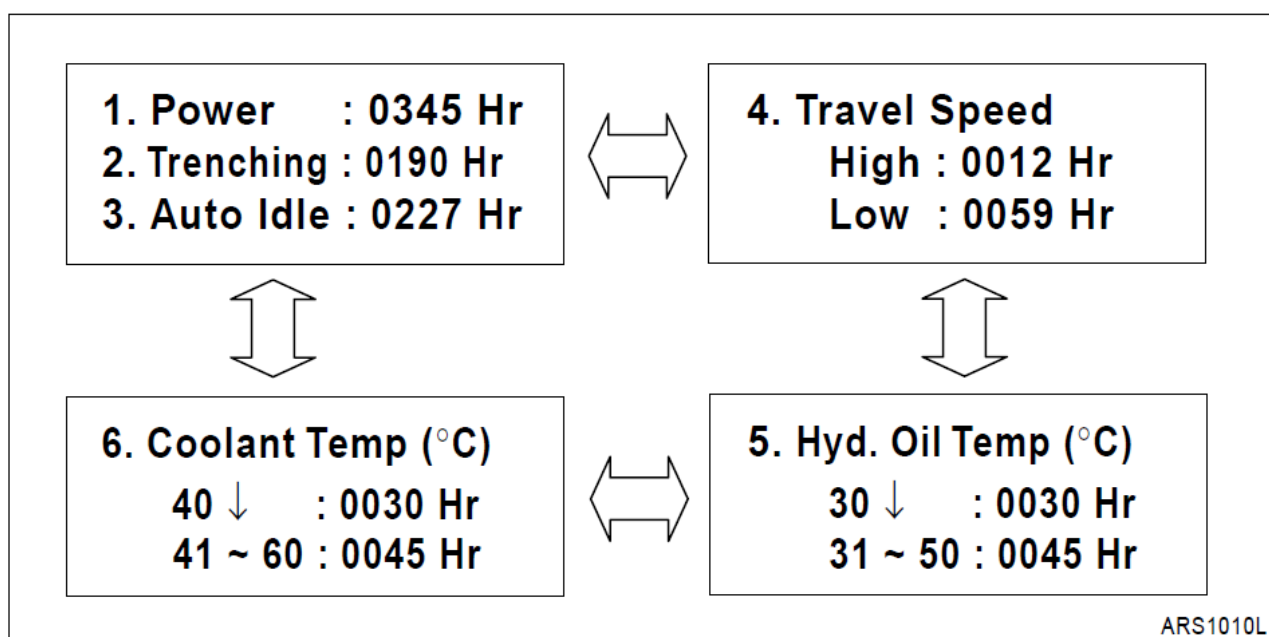 1. Power : 0345 Hr
2. Trenching : 0190 Hr
3. Auto Idle : 0227 Hr
4. Travel Speed
High : 0012 Hr
Low : 0059 Hr
6. Coolant Temp (°C)
40 ↓ : 0030 Hr
41 ~ 60 : 0045 Hr
5. Hyd. Oil Temp (°C)
30 ↓ : 0030 Hr
31 ~ 50 : 0045 Hr
ARS1010L